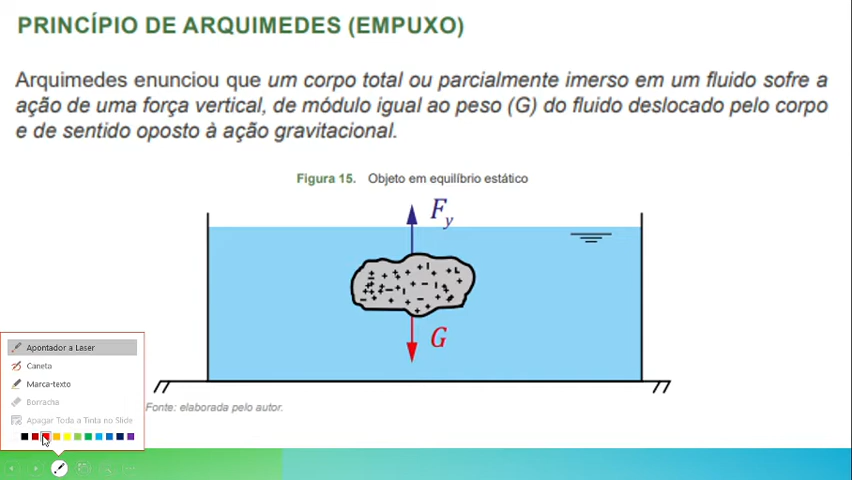 PRINCÍPIO DE ARQUIMEDES (EMPUXO)
Arquimedes enunciou que um corpo total ou parcialmente imerso em um fluido sofre a
ação de uma força vertical, de módulo igual ao peso (G) do fluido deslocado pelo corpo
e de sentido oposto à ação gravitacional.
Figura 15. Objeto em equilíbrio estático
Fy
G
Apontador a Laser
Caneta
Marca-texto
Borracha
Apagar Toda a Tinta no Slide
Fonte: elaborada pelo autor.